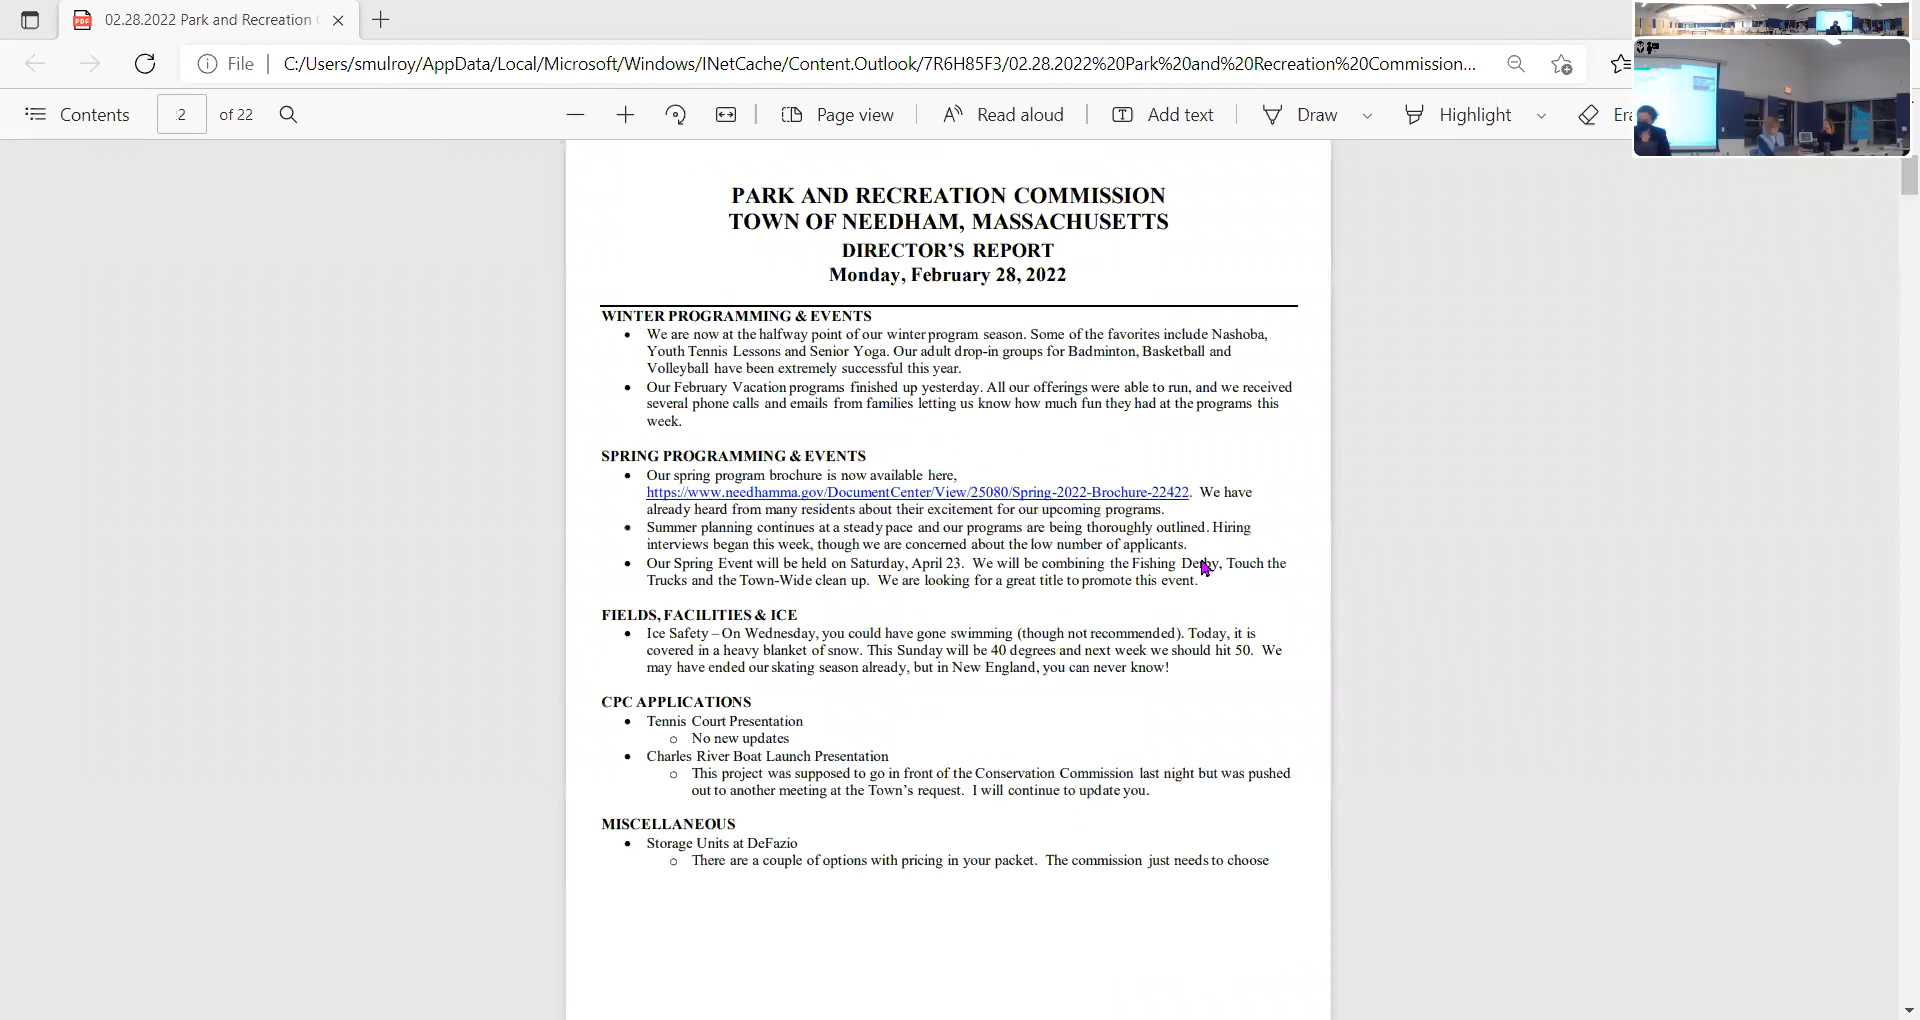 02.28.2022 Park and Recreation
File
C:/Users/smulroy/AppData/Local/Microsoft/Windows/INetCache/Content.Outlook/7R6H85F3/02.28.2022%20Park%20and%20Recreation%20Commission...
Contents
2
of 22
Page view
Read aloud
Add text
Draw
Highlight
Era
PARK AND RECREATION COMMISSION
TOWN OF NEEDHAM, MASSACHUSETTS
DIRECTOR'S REPORT
Monday, February 28, 2022
WINTER PROGRAMMING & EVENTS
• We are now at the halfway point of our winter program season. Some of the favorites include Nashoba,
Youth Tennis Lessons and Senior Yoga. Our adult drop-in groups for Badminton, Basketball and
Volleyball have been extremely successful this year.
• Our February Vacation programs finished up yesterday. All our offerings were able to run, and we received
several phone calls and emails from families letting us know how much fun they had at the programs this
week.
SPRING PROGRAMMING & EVENTS
• Our spring program brochure is now available here,
https://www.needhamma.gov/DocumentCenter/View/25080/Spring-2022-Brochure-22422. We have
already heard from many residents about their excitement for our upcoming programs.
• Summer planning continues at a steady pace and our programs are being thoroughly outlined. Hiring
interviews began this week, though we are concerned about the low number of applicants.
• Our Spring Event will be held on Saturday, April 23. We will be combining the Fishing Derby, Touch the
Trucks and the Town-Wide clean up. We are looking for a great title to promote this event.
FIELDS, FACILITIES & ICE
• Ice Safety – On Wednesday, you could have gone swimming (though not recommended). Today, it is
covered in a heavy blanket of snow. This Sunday will be 40 degrees and next week we should hit 50. We
may have ended our skating season already, but in New England, you can never know!
CPC APPLICATIONS
• Tennis Court Presentation
o No new updates
• Charles River Boat Launch Presentation
o This project was supposed to go in front of the Conservation Commission last night but was pushed
out to another meeting at the Town's request. I will continue to update you.
MISCELLANEOUS
• Storage Units at DeFazio
o There are a couple of options with pricing in your packet. The commission just needs to choose